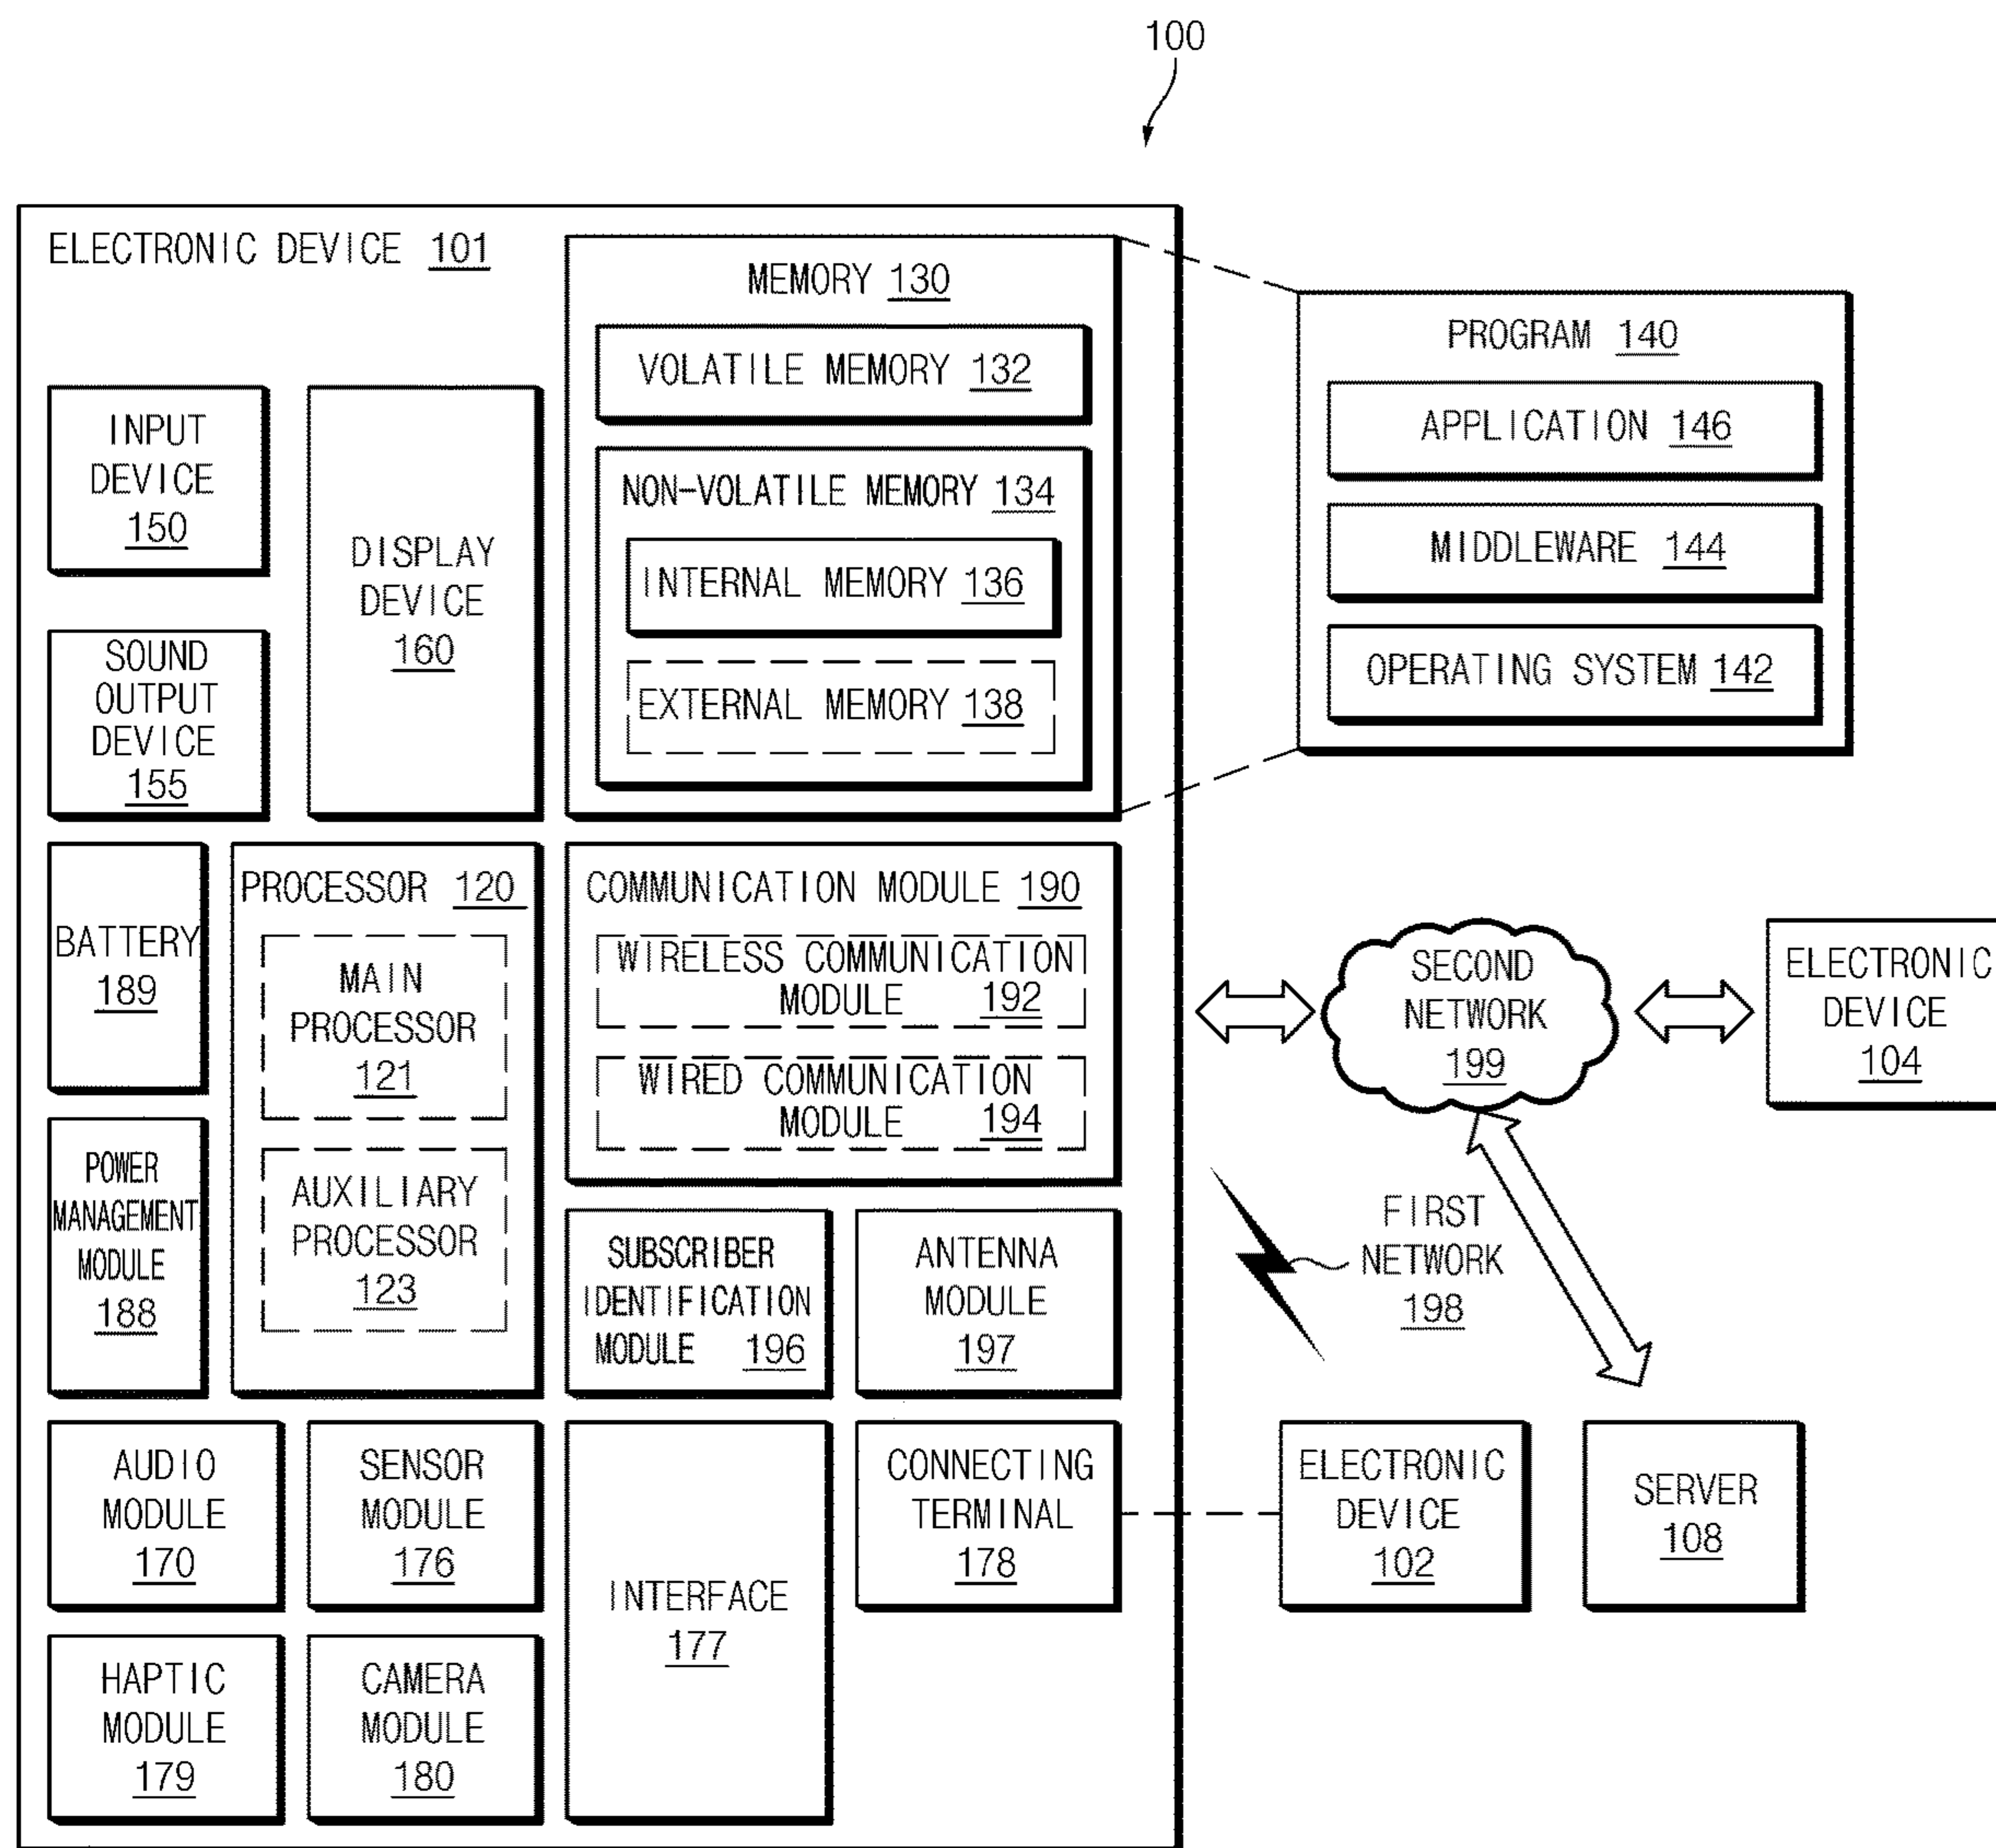 100
ELECTRONIC DEVICE 101
MEMORY 130
VOLATILE MEMORY 132
NON-VOLATILE MEMORY 134
INTERNAL MEMORY 136
EXTERNAL MEMORY 138
PROGRAM 140
APPLICATION 146
MIDDLEWARE 144
OPERATING SYSTEM 142
INPUT
DEVICE
150
DISPLAY
DEVICE
160
SOUND
OUTPUT
DEVICE
155
BATTERY
189
PROCESSOR 120
MAIN
PROCESSOR
121
AUXILIARY
PROCESSOR
123
POWER
MANAGEMENT
MODULE
188
COMMUNICATION MODULE 190
WIRELESS COMMUNICATION
MODULE 192
WIRED COMMUNICATION
MODULE 194
SUBSCRIBER
IDENTIFICATION
MODULE 196
ANTENNA
MODULE
197
SECOND
NETWORK
199
ELECTRONIC
DEVICE
104
FIRST
NETWORK
198
AUDIO
MODULE
170
SENSOR
MODULE
176
INTERFACE
177
CONNECTING
TERMINAL
178
ELECTRONIC
DEVICE
102
SERVER
108
HAPTIC
MODULE
179
CAMERA
MODULE
180